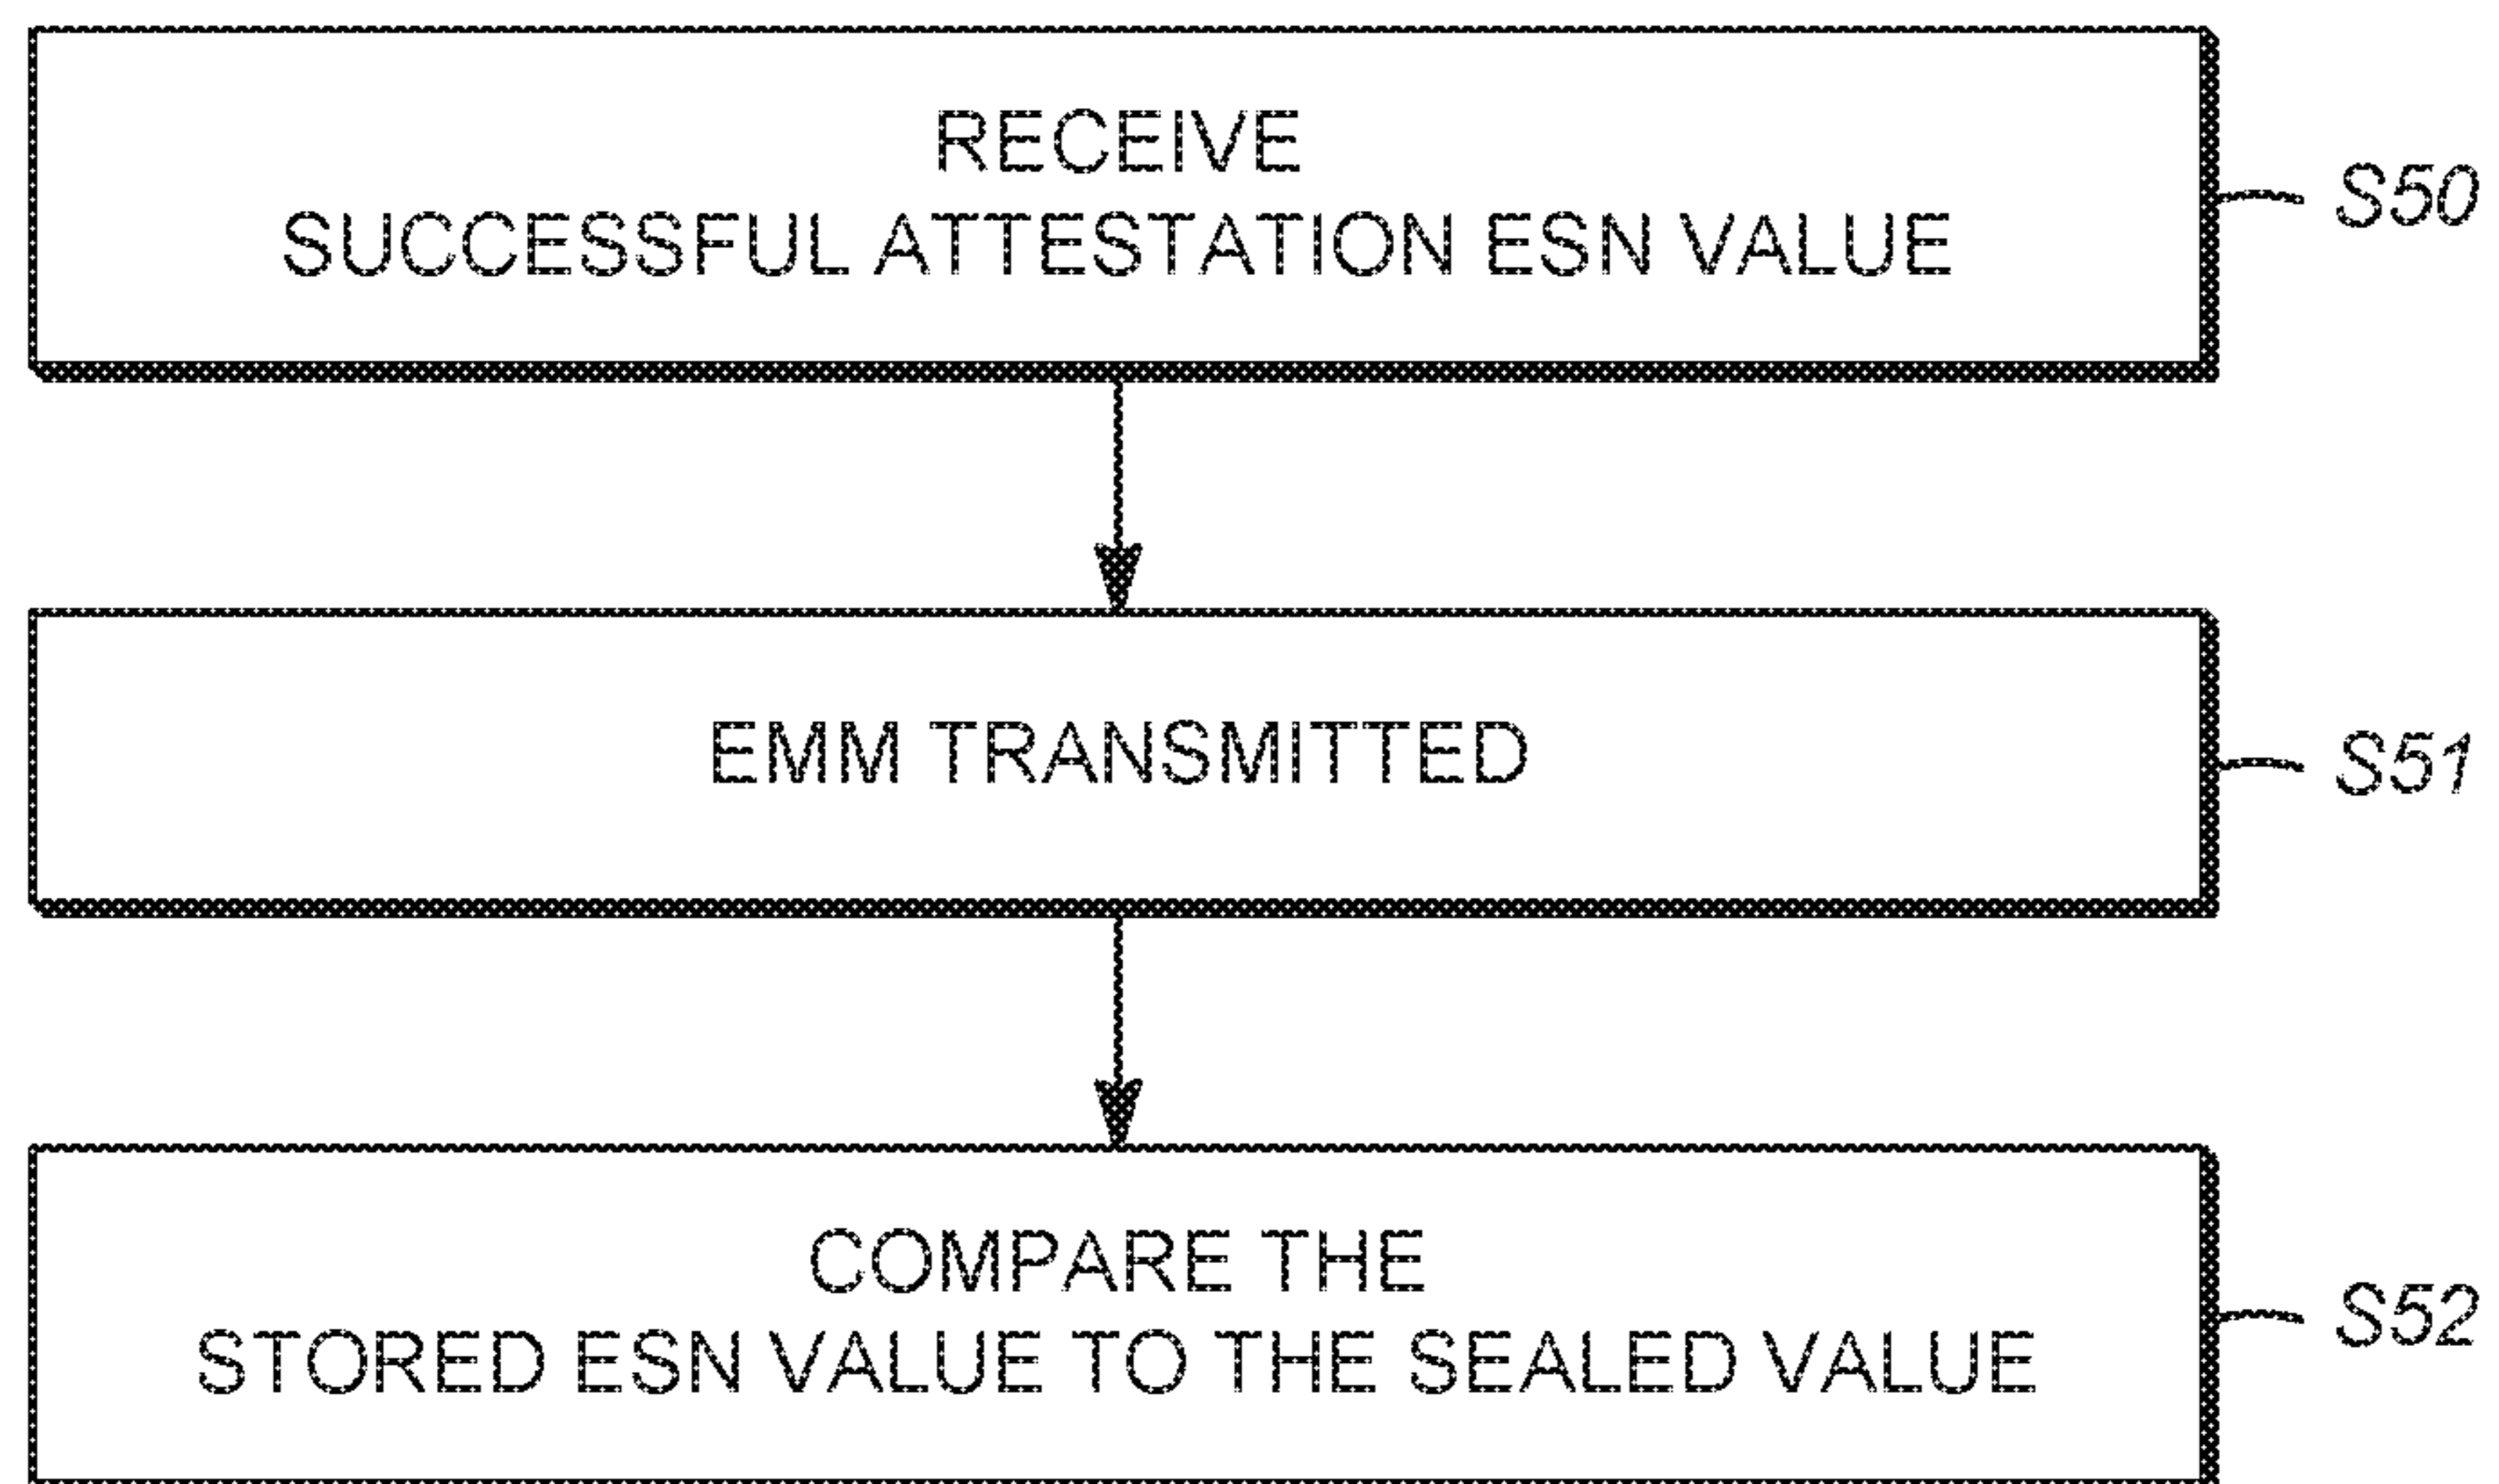 RECEIVE
SUCCESSFUL ATTESTATION ESN VALUE
S50
EMM TRANSMITTED
S51
COMPARE THE
STORED ESN VALUE TO THE SEALED VALUE
S52